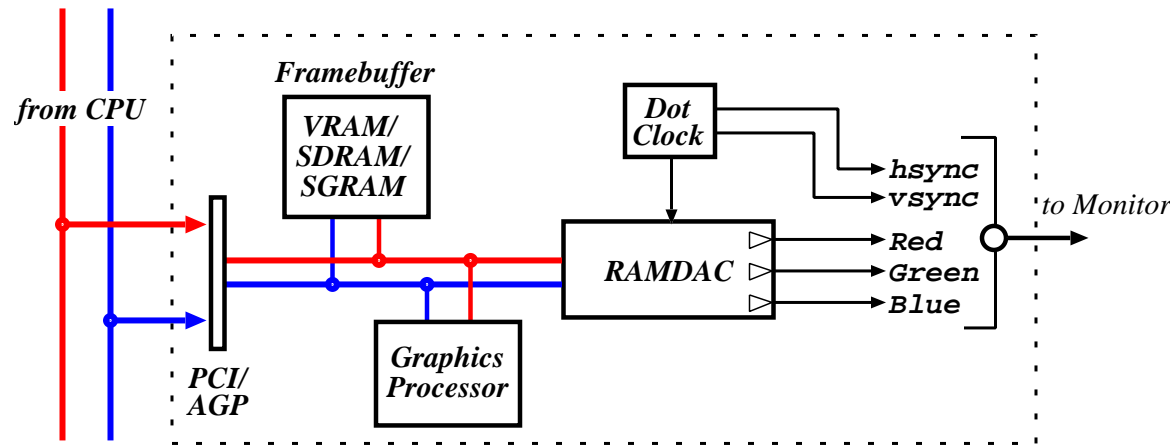 Framebuffer
from CPU
VRAM/
SDRAM/
SGRAM
Dot
Clock
hsync
vsync
to Monitor
Red
RAMDAC
Green
Blue
Graphics
Processor
PCI/
AGP